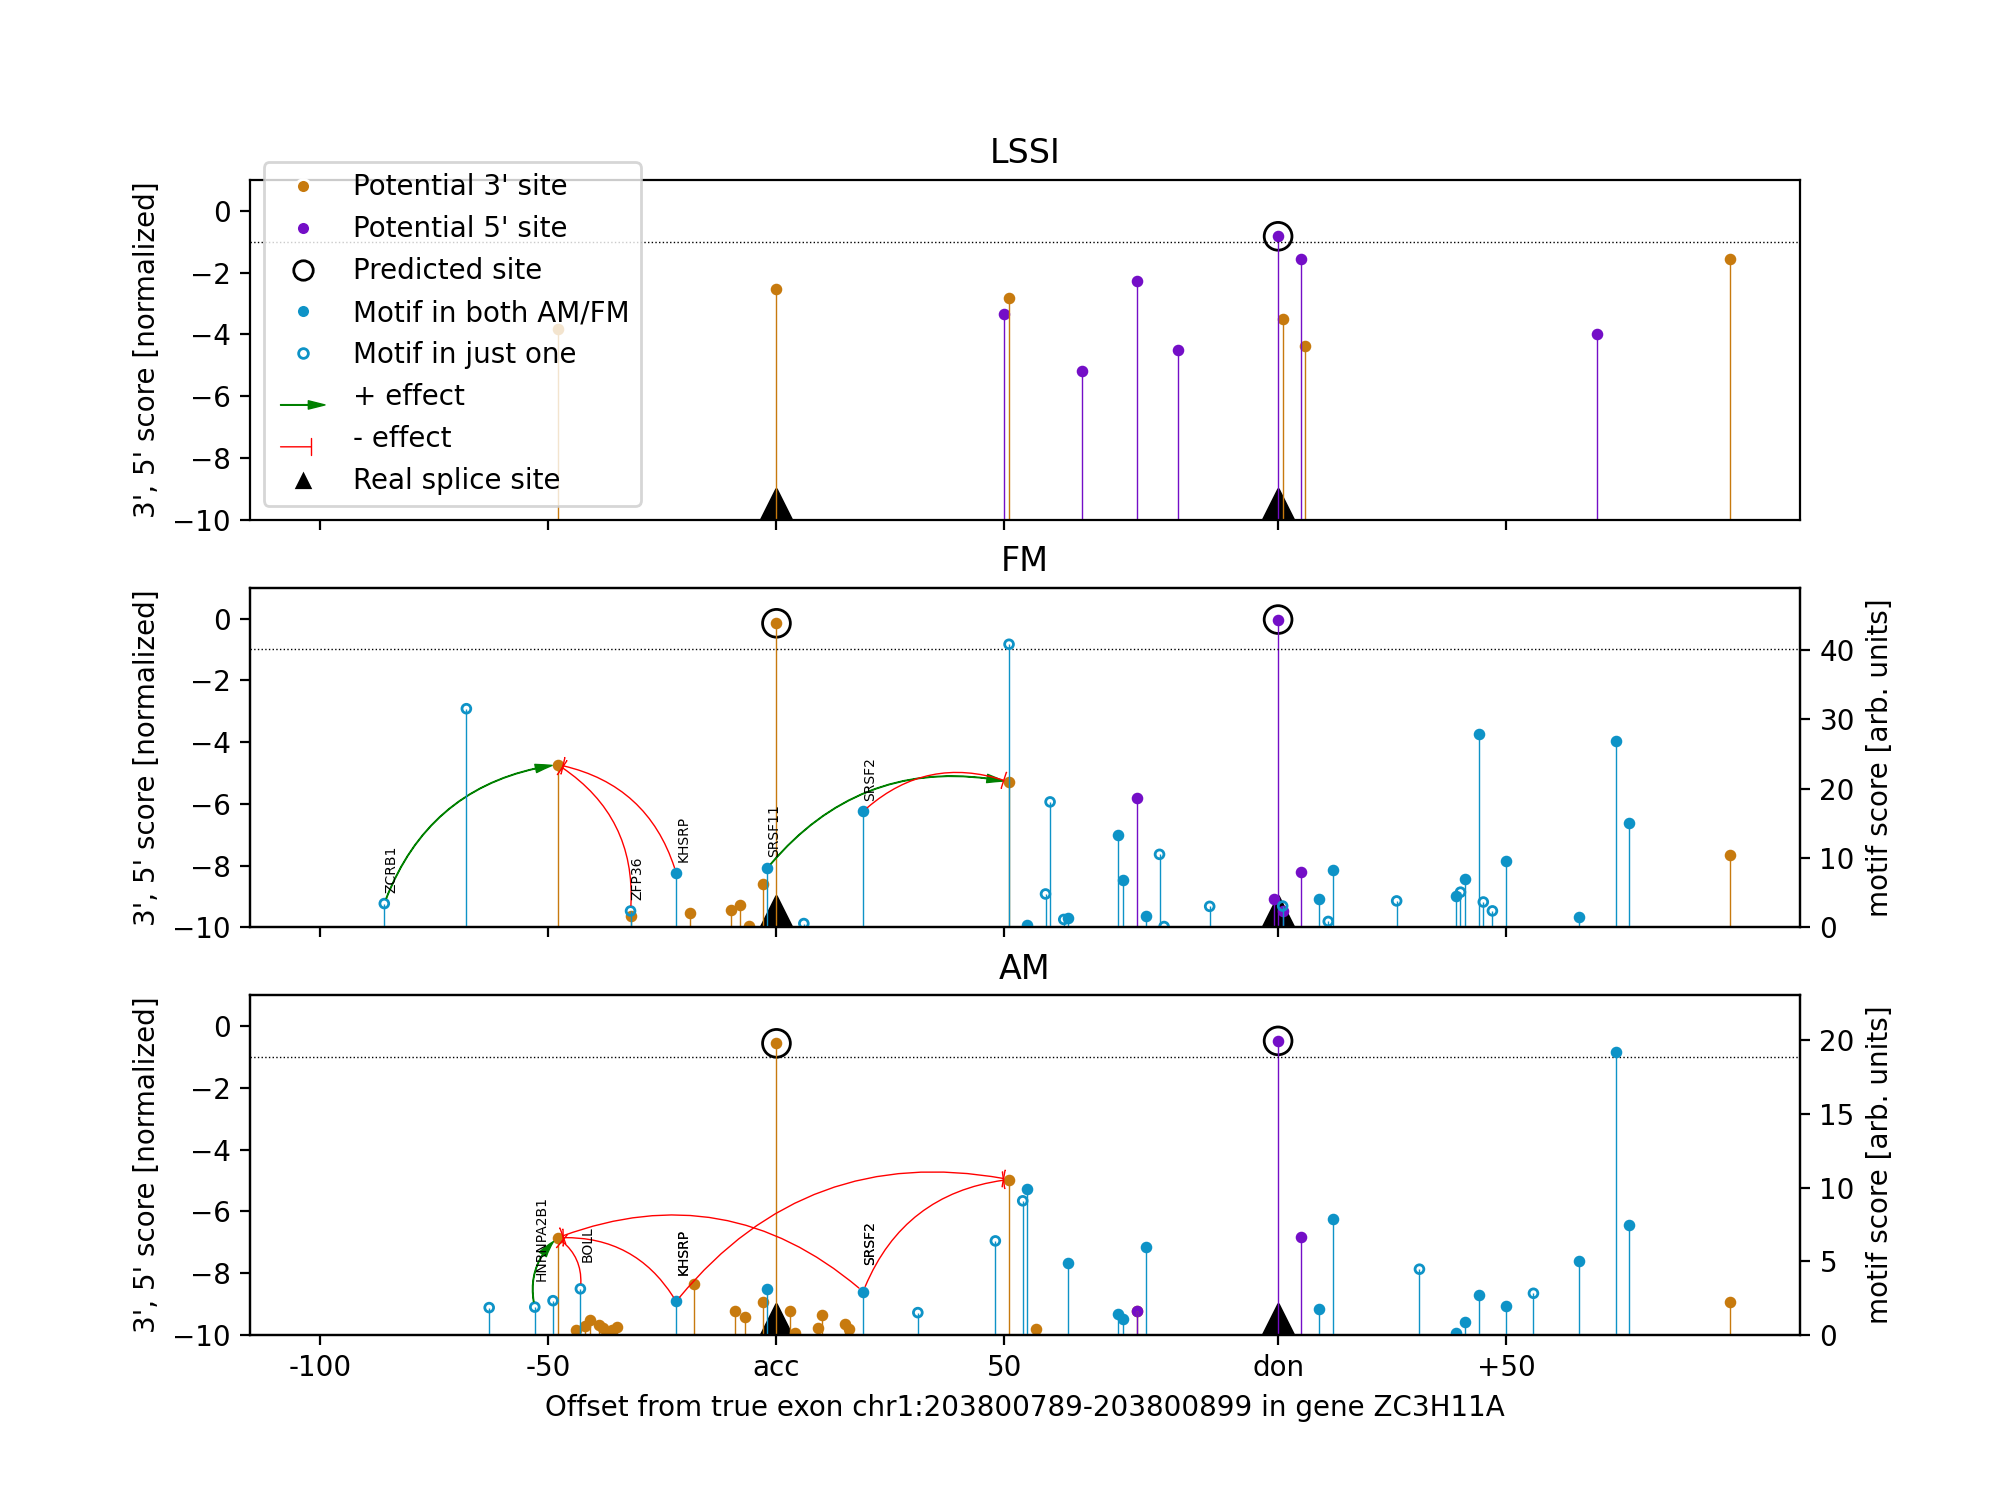 LSSI
3', 5' score [normalized]
0
−2
−4
−6
−8
−10
Potential 3' site
Potential 5' site
Predicted site
Motif in both AM/FM
Motif in just one
+ effect
- effect
Real splice site
FM
3', 5' score [normalized]
0
−2
−4
−6
−8
−10
ZCRB1
ZFP36
KHSRP
SRSF11
SRSF2
40
30
20
10
0
motif score [arb. units]
AM
3', 5' score [normalized]
0
−2
−4
−6
−8
−10
HNRNPA2B1
BOLL
KHSRP
SRSF2
20
15
10
5
0
motif score [arb. units]
-100 -50 acc 50 don +50
Offset from true exon chr1:203800789-203800899 in gene ZC3H11A